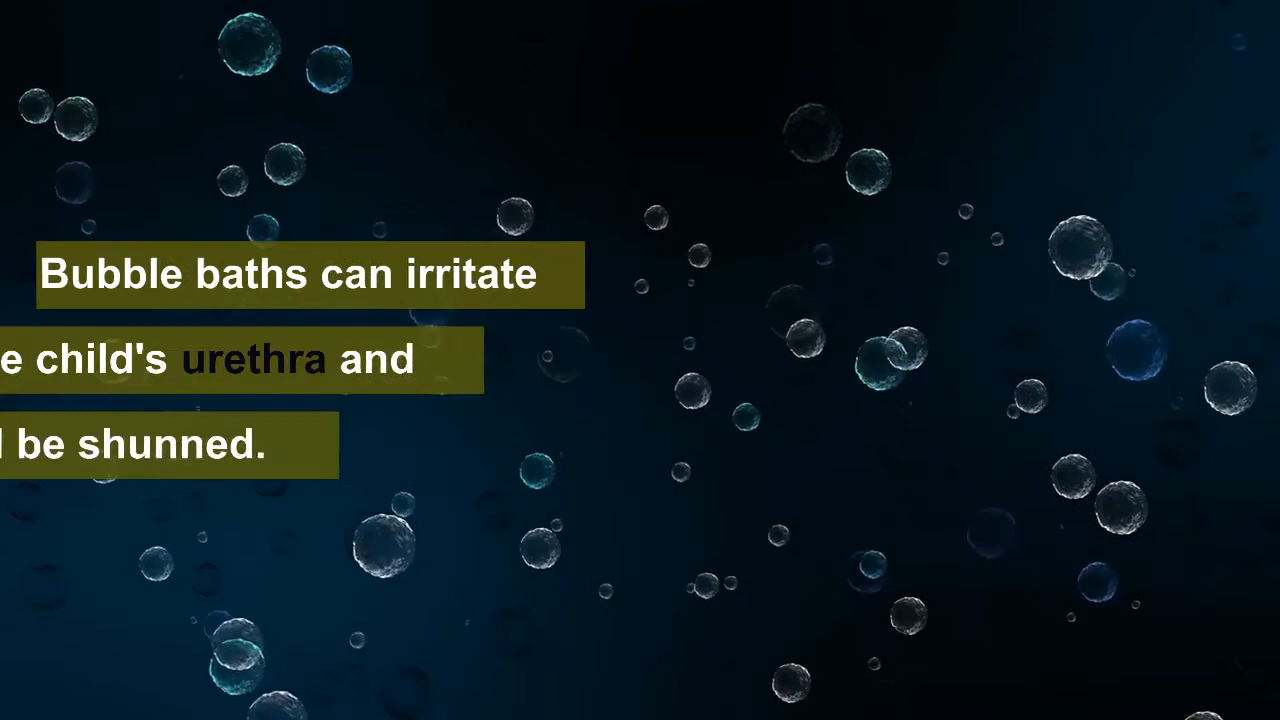 Bubble baths can irritate
e child's urethra and
be shunned.